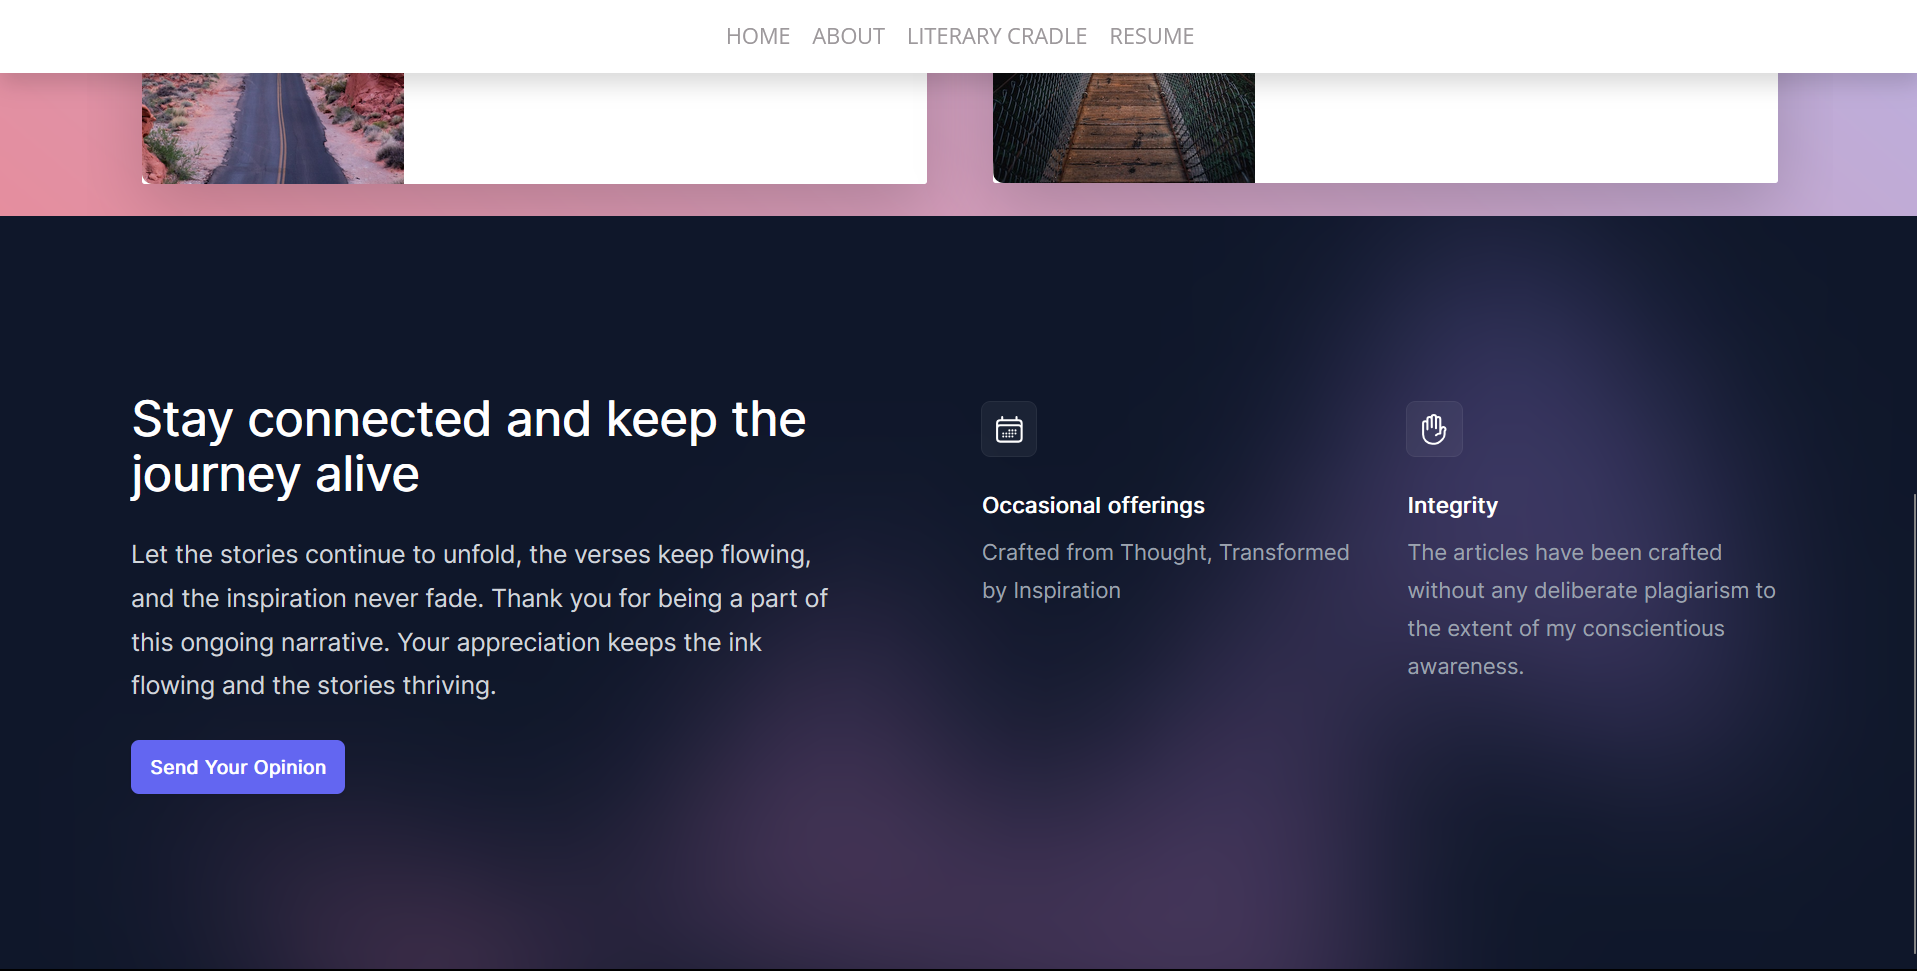 HOME ABOUT LITERARY CRADLE RESUME
Stay connected and keep the
journey alive
Let the stories continue to unfold, the verses keep flowing,
and the inspiration never fade. Thank you for being a part of
this ongoing narrative. Your appreciation keeps the ink
flowing and the stories thriving.
Send Your Opinion
Occasional offerings
Crafted from Thought, Transformed
by Inspiration
Integrity
The articles have been crafted
without any deliberate plagiarism to
the extent of my conscientious
awareness.